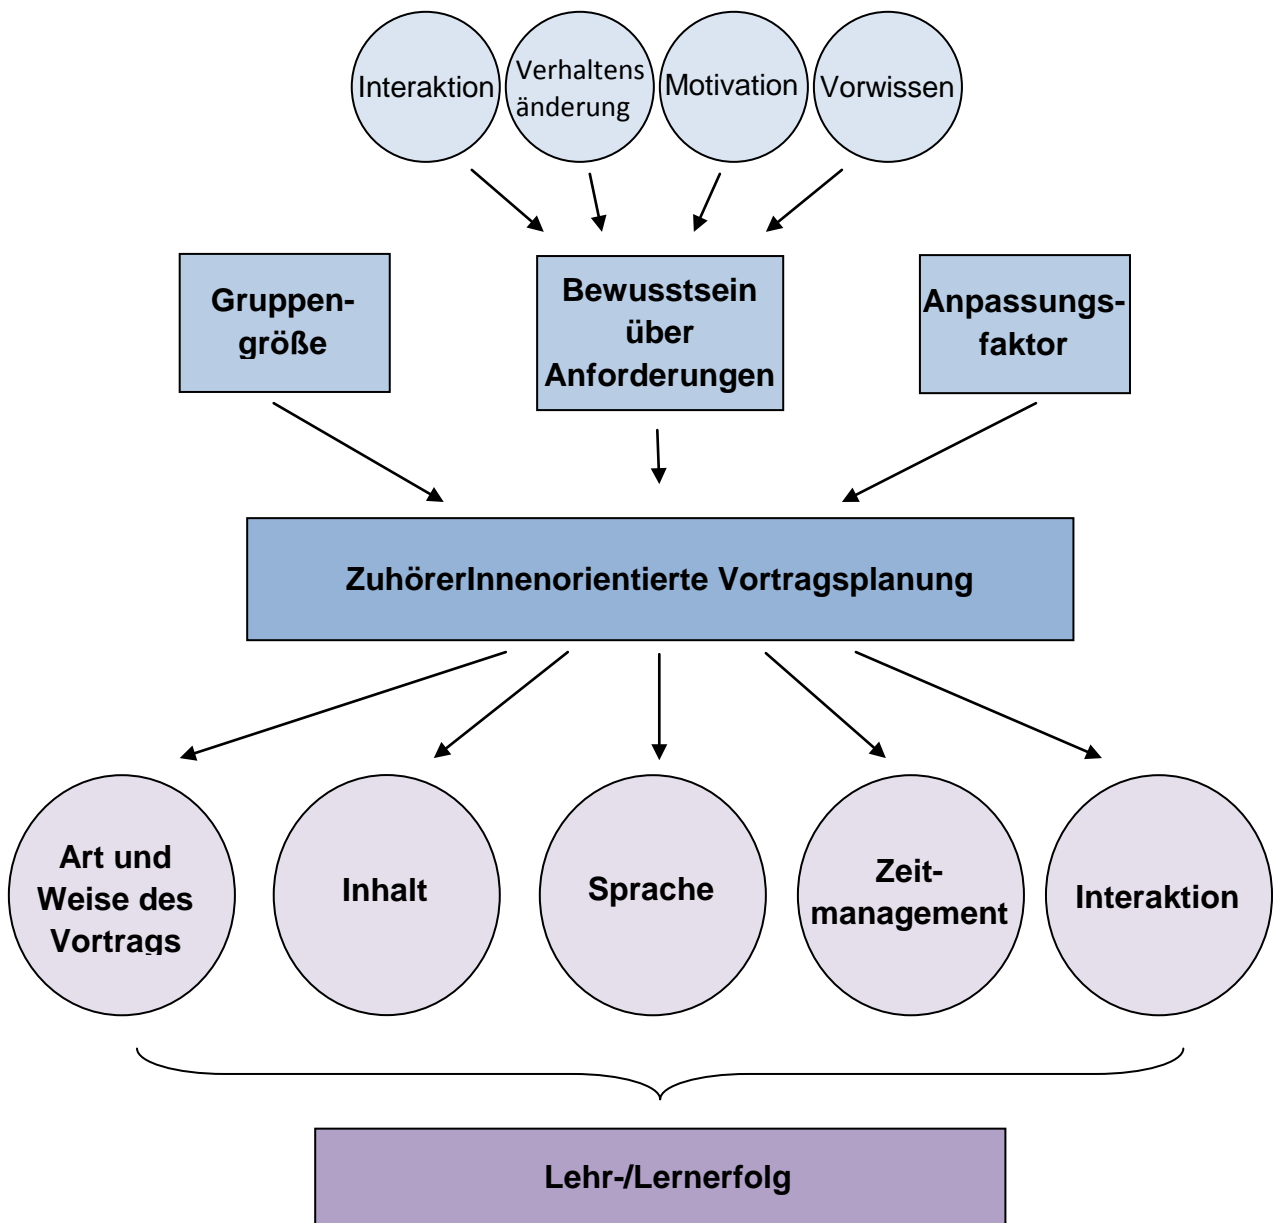 Interaktion
Verhaltens
änderung
Motivation
Vorwissen
Gruppen-
größe
Bewusstsein
über
Anforderungen
Anpassungs-
faktor
ZuhörerInnenorientierte Vortragsplanung
Art und
Weise des
Vortrags
Inhalt
Sprache
Zeit-
management
Interaktion
Lehr-/Lernerfolg